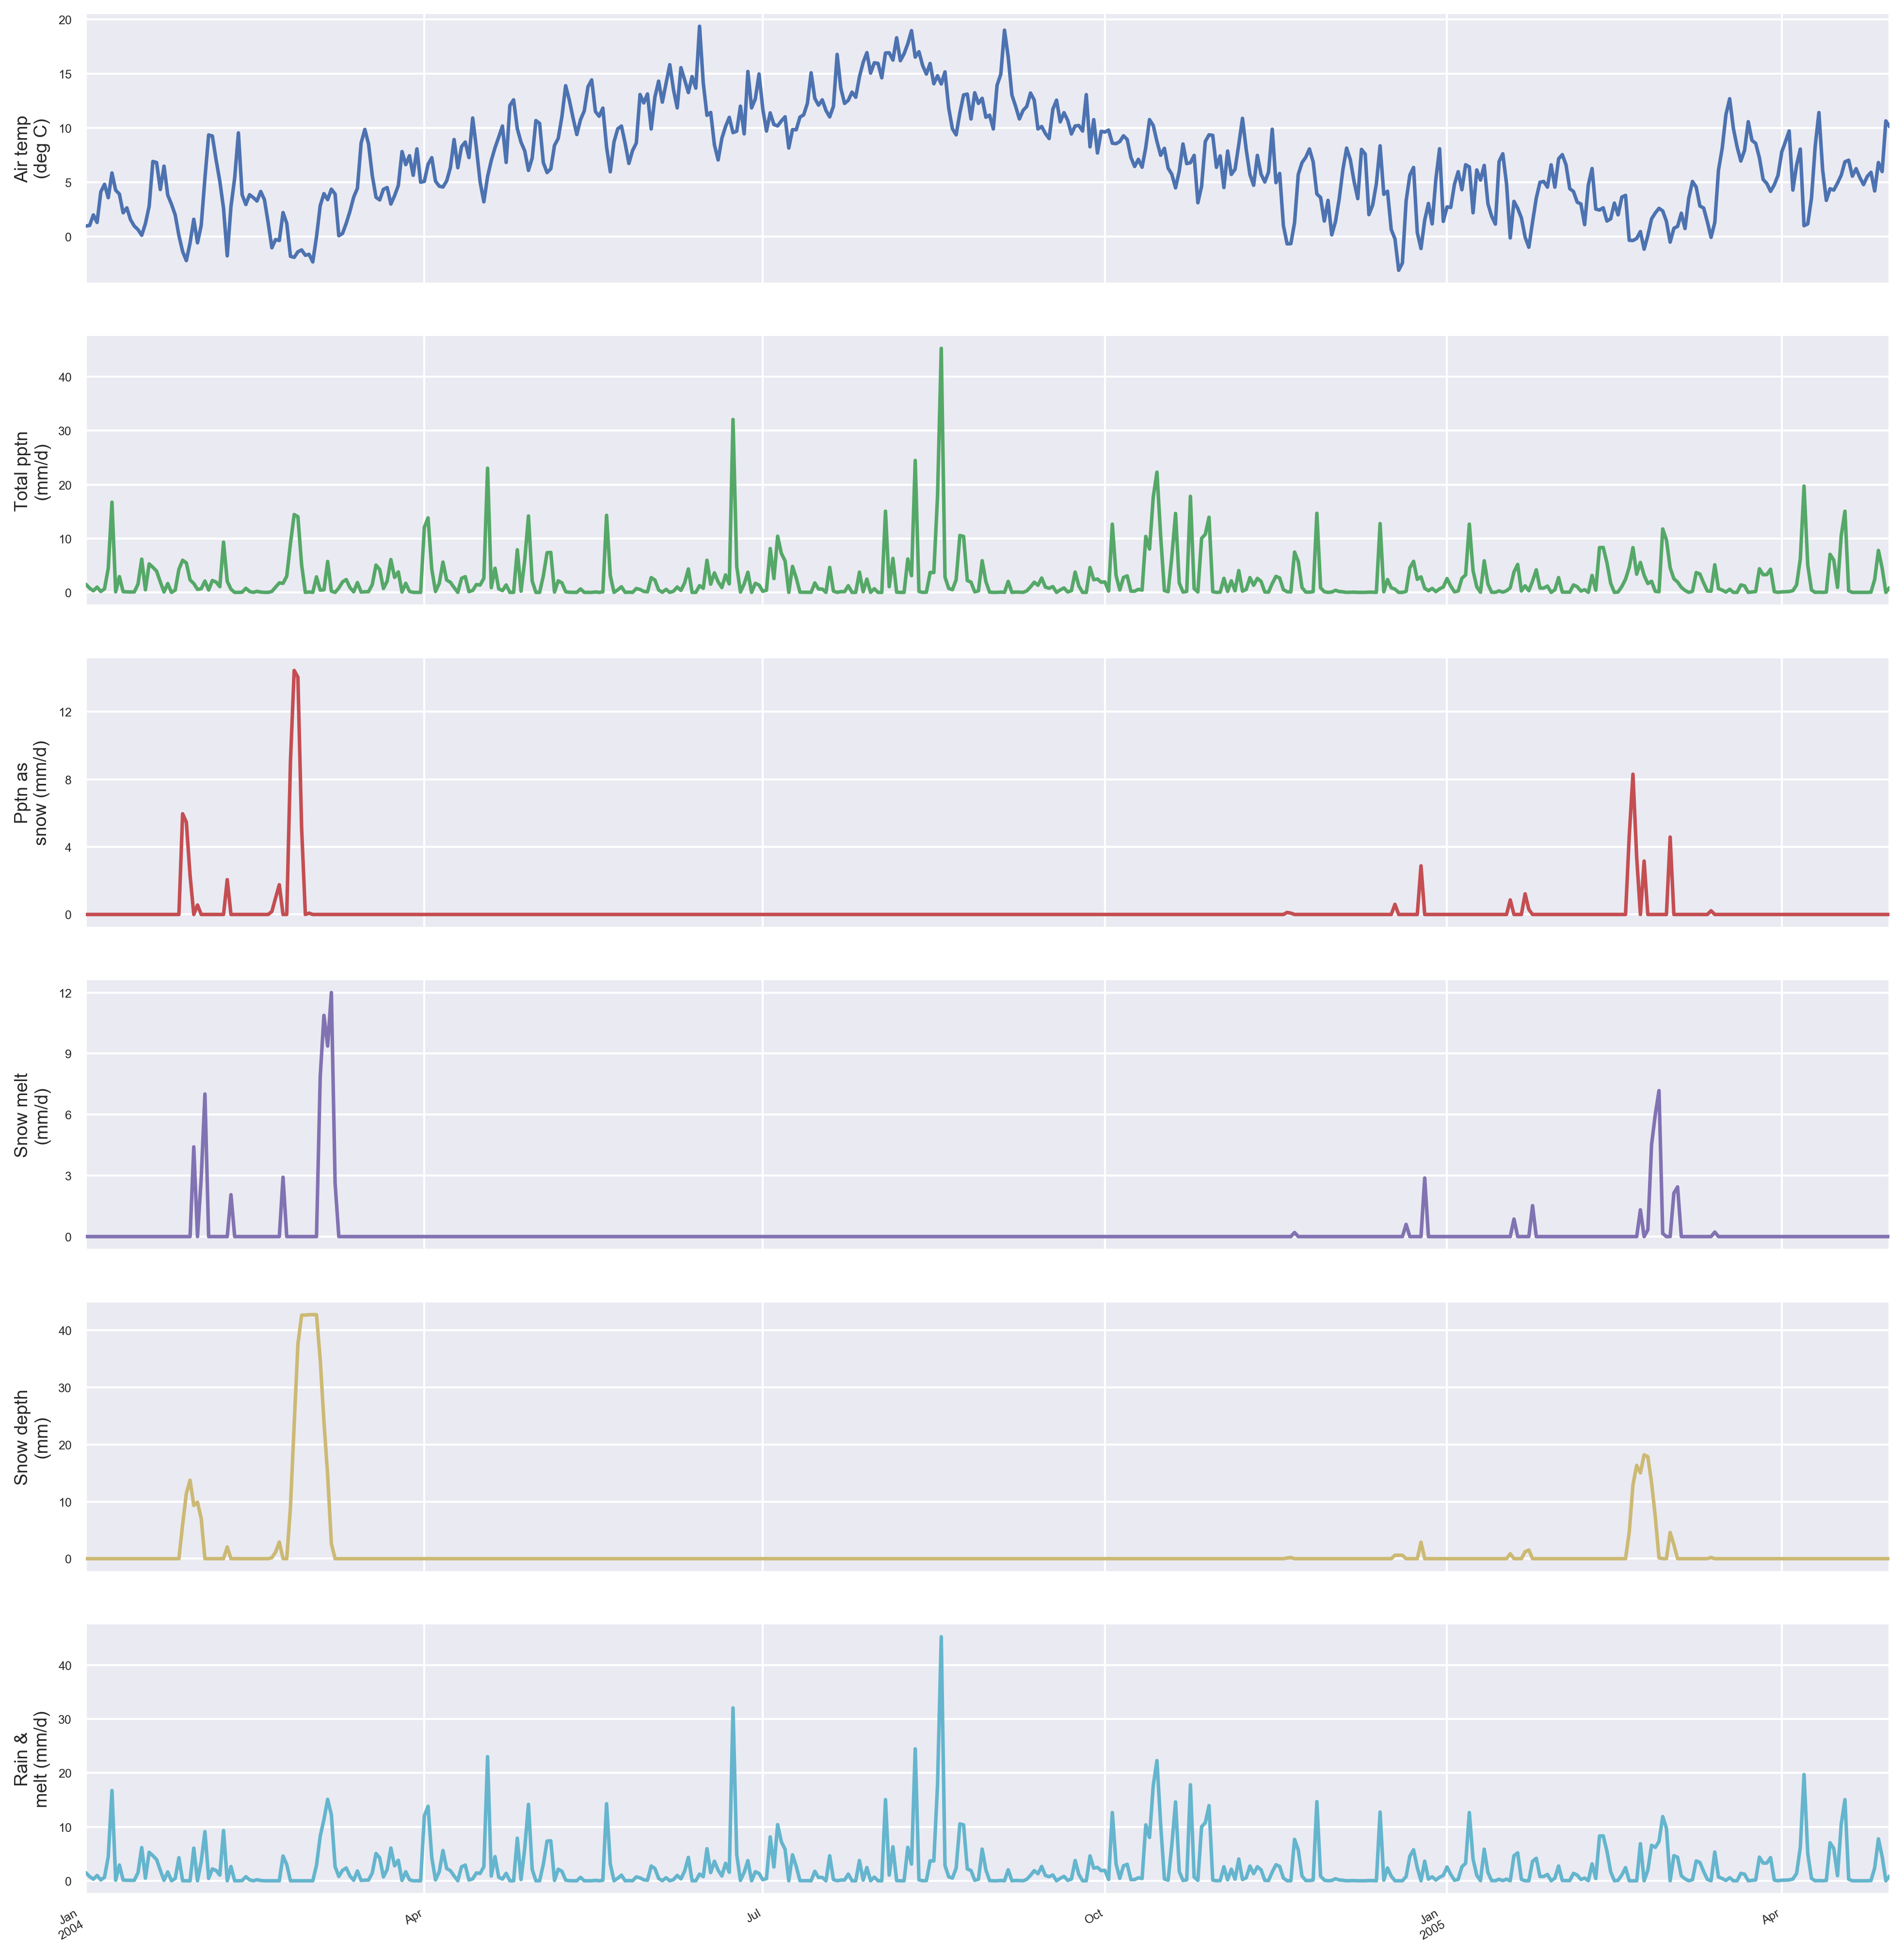 20
15
10
5
0
Air temp
(deg C)
40
30
20
10
0
Total pptn
(mm/d)
12
8
4
0
Pptn as
snow (mm/d)
12
9
6
3
0
Snow melt
(mm/d)
40
30
20
10
0
Snow depth
(mm)
40
30
20
10
0
Rain &
melt (mm/d)
Jan
2004
Apr
Jul
Oct
Jan
2005
Apr